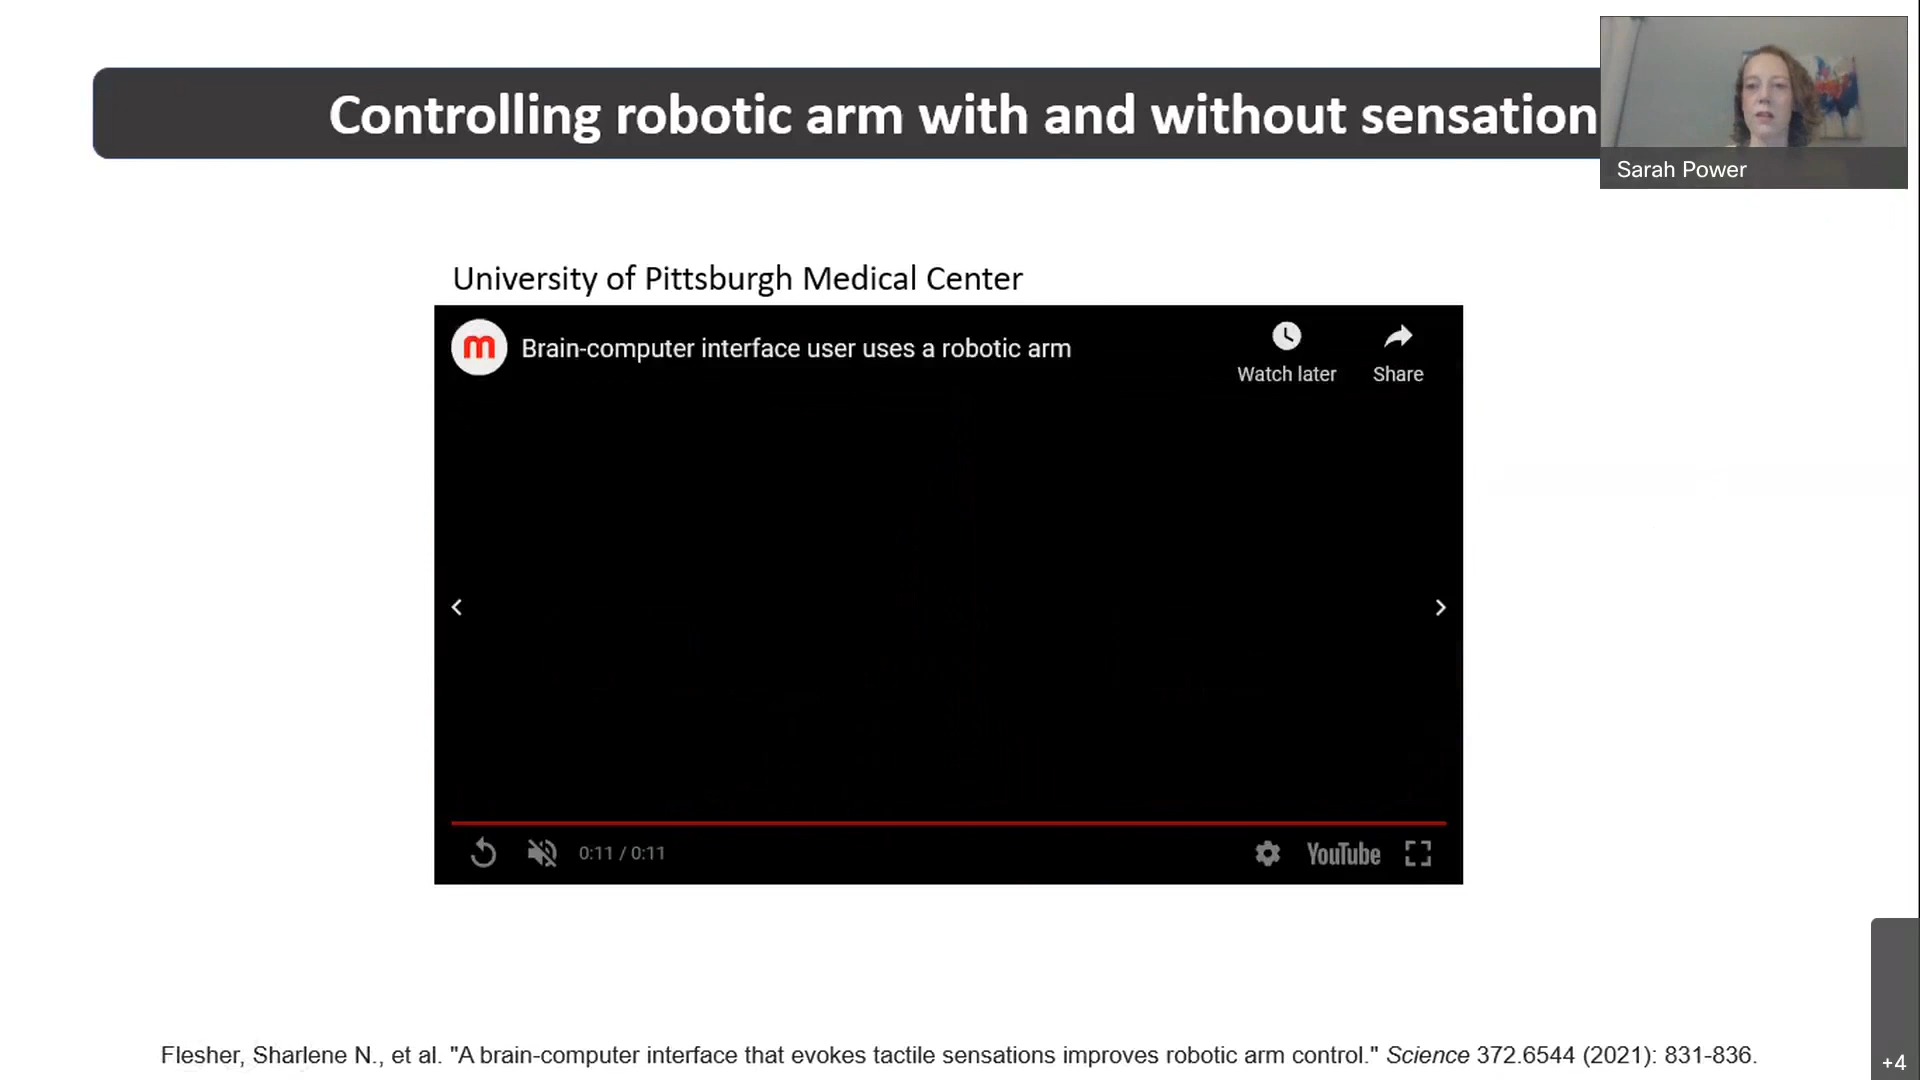 Controlling robotic arm with and without sensation
Sarah Power
University of Pittsburgh Medical Center
m
Brain-computer interface user uses a robotic arm
Watch later
Share
0:11 / 0:11
YouTube
Flesher, Sharlene N., et al. "A brain-computer interface that evokes tactile sensations improves robotic arm control." Science 372.6544 (2021): 831-836.
+4